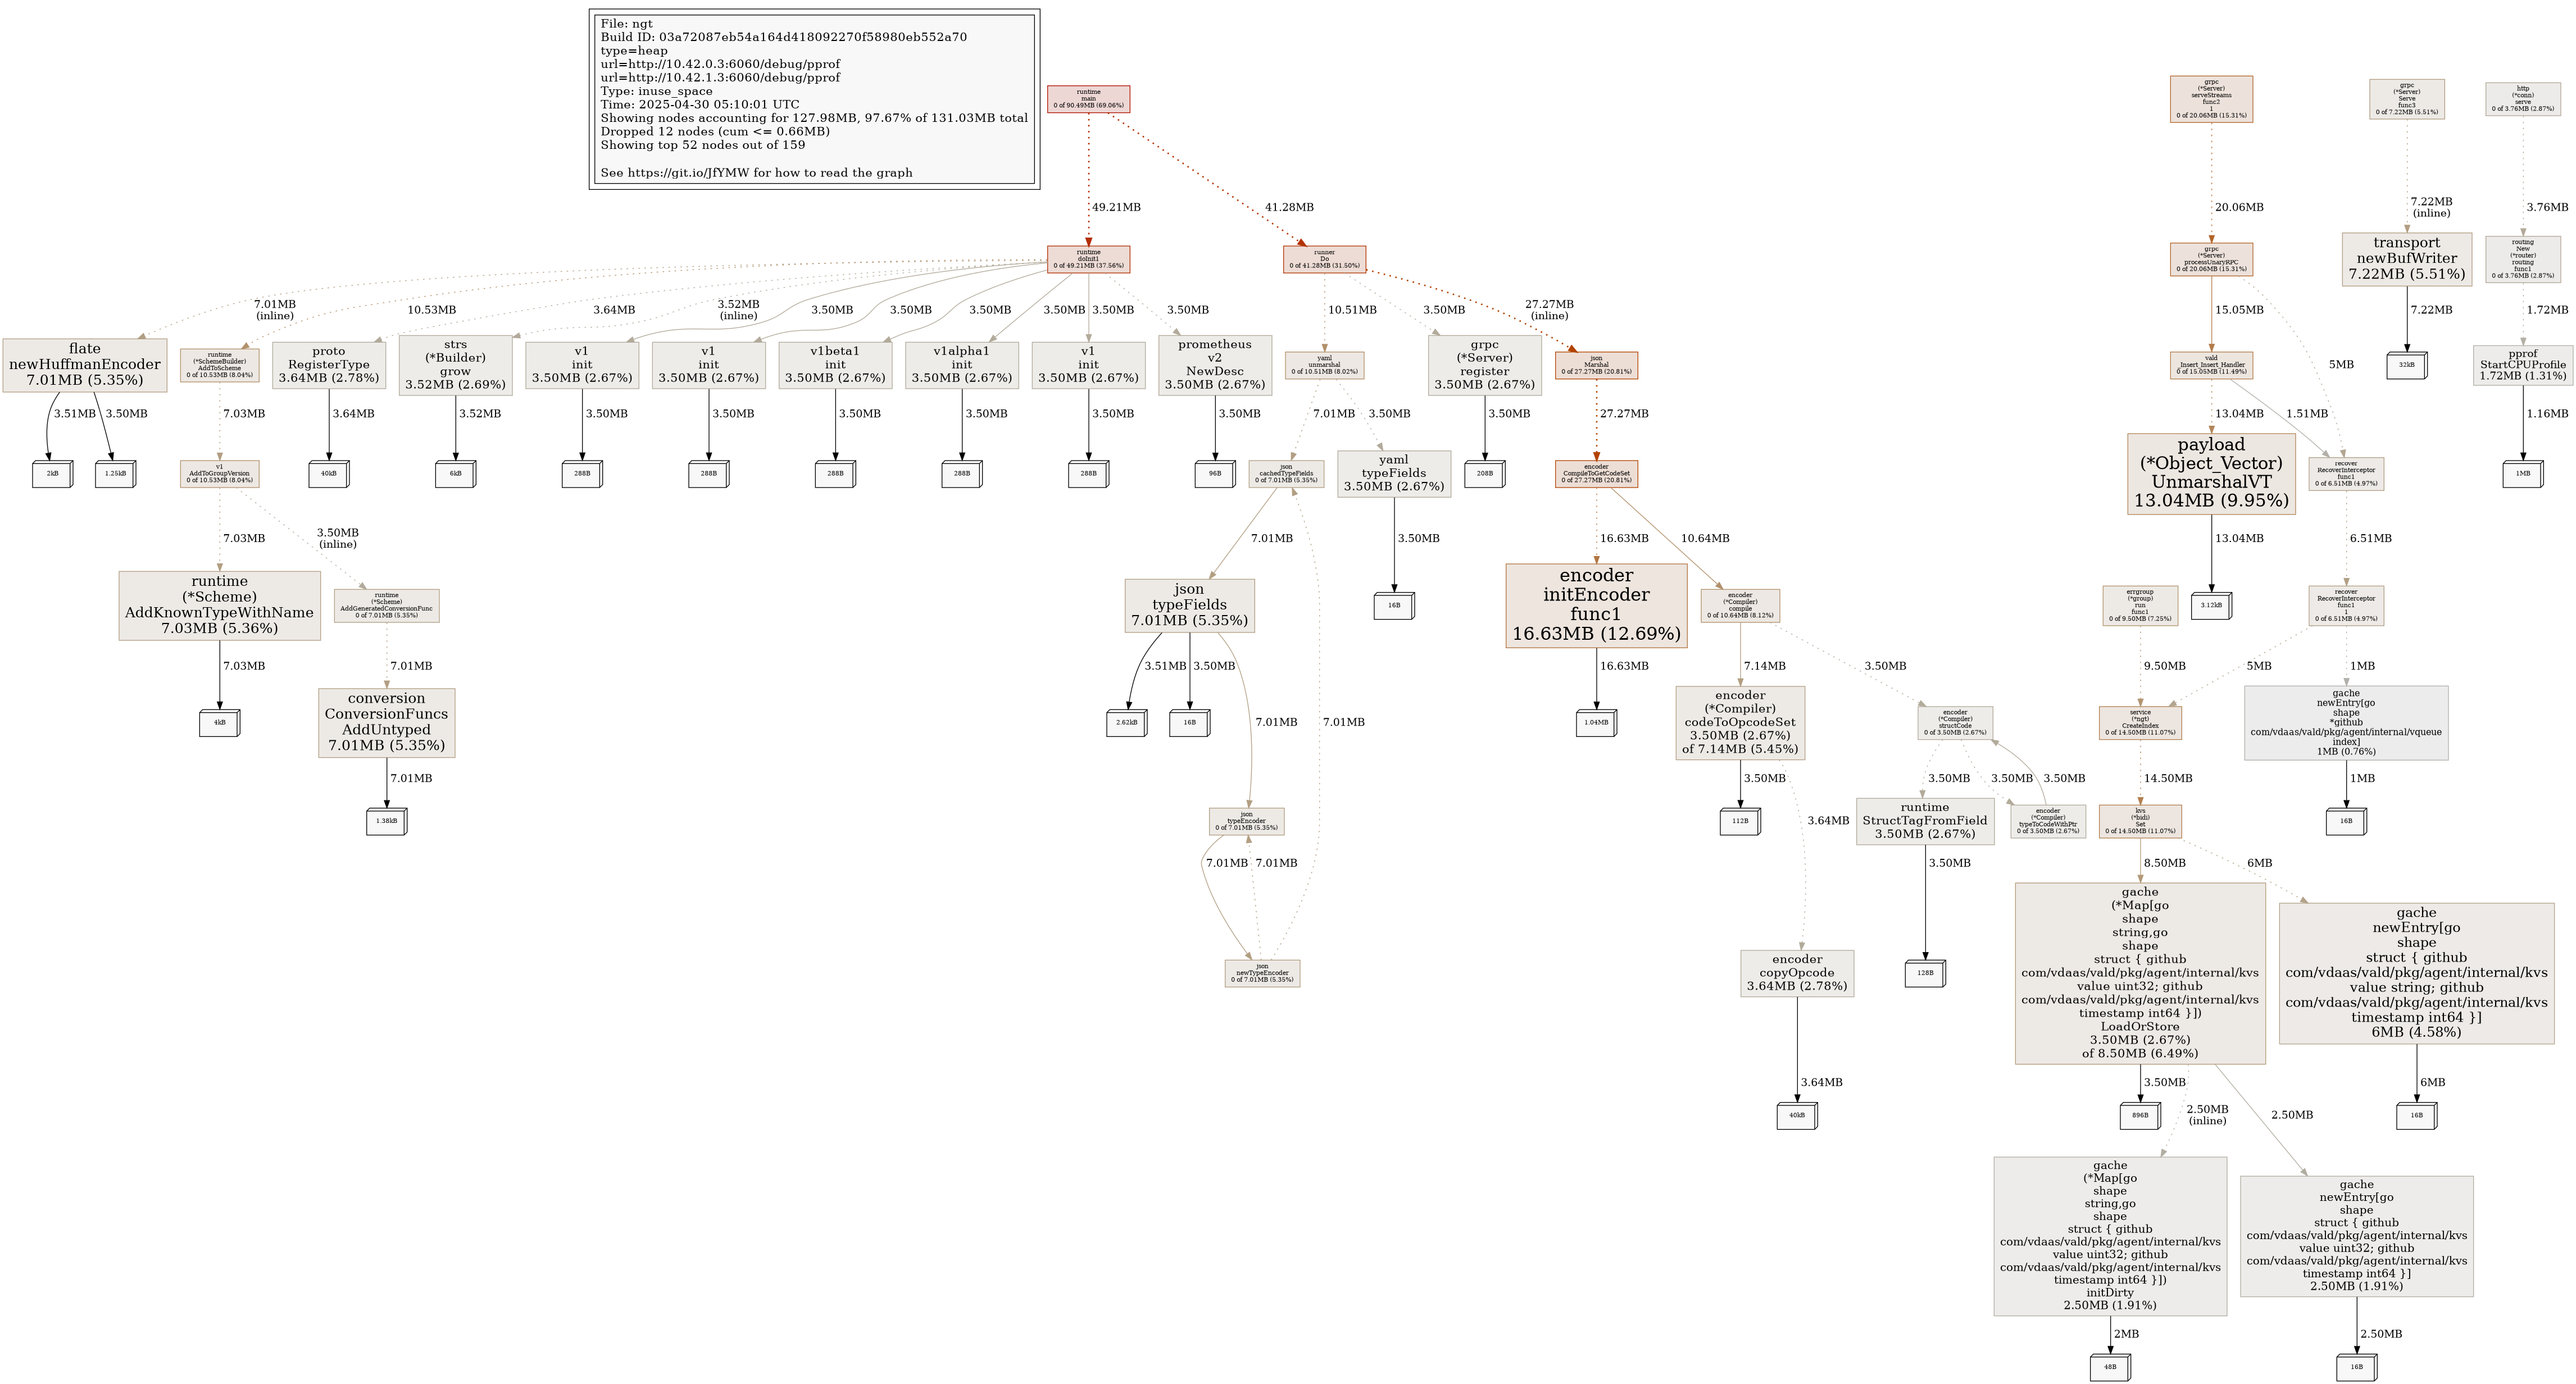 File: ngt
Build ID: 03a72087eb54a164d418092270f58980eb552a70
type=heap
url=http://10.42.0.3:6060/debug/pprof
url=http://10.42.1.3:6060/debug/pprof
Type: inuse_space
Time: 2025-04-30 05:10:01 UTC
Showing nodes accounting for 127.98MB, 97.67% of 131.03MB total
Dropped 12 nodes (cum <= 0.66MB)
Showing top 52 nodes out of 159
See https://git.io/JfYMW for how to read the graph
runtime
main
0 of 90.49MB (69.06%)
grpc
(*Server)
serveStreams
func2
1
0 of 20.06MB (15.31%)
grpc
(*Server)
Serve
func3
0 of 7.22MB (5.51%)
http
(*conn)
serve
0 of 3.76MB (2.87%)
49.21MB
41.28MB
20.06MB
7.22MB
(inline)
3.76MB
runtime
doInit1
0 of 49.21MB (37.56%)
runner
Do
0 of 41.28MB (31.50%)
grpc
(*Server)
processUnaryRPC
0 of 20.06MB (15.31%)
transport
newBufWriter
7.22MB (5.51%)
routing
New
(*router)
routing
func1
0 of 3.76MB (2.87%)
7.01MB
(inline)
10.53MB
3.64MB
3.52MB
(inline)
3.50MB
3.50MB
3.50MB
3.50MB
3.50MB
3.50MB
10.51MB
3.50MB
27.27MB
(inline)
15.05MB
5MB
7.22MB
1.72MB
flate
newHuffmanEncoder
7.01MB (5.35%)
runtime
(*SchemeBuilder)
AddToScheme
0 of 10.53MB (8.04%)
proto
RegisterType
3.64MB (2.78%)
strs
(*Builder)
grow
3.52MB (2.69%)
v1
init
3.50MB (2.67%)
v1
init
3.50MB (2.67%)
v1beta1
init
3.50MB (2.67%)
v1alpha1
init
3.50MB (2.67%)
v1
init
3.50MB (2.67%)
prometheus
v2
NewDesc
3.50MB (2.67%)
yaml
unmarshal
0 of 10.51MB (8.02%)
grpc
(*Server)
register
3.50MB (2.67%)
json
Marshal
0 of 27.27MB (20.81%)
vald
_Insert_Insert_Handler
0 of 15.05MB (11.49%)
32kB
pprof
StartCPUProfile
1.72MB (1.31%)
3.51MB
3.50MB
7.03MB
3.64MB
3.52MB
3.50MB
3.50MB
3.50MB
3.50MB
3.50MB
3.50MB
7.01MB
3.50MB
3.50MB
27.27MB
13.04MB
1.51MB
1.16MB
2kB
1.25kB
v1
AddToGroupVersion
0 of 10.53MB (8.04%)
40kB
6kB
288B
288B
288B
288B
288B
96B
json
cachedTypeFields
0 of 7.01MB (5.35%)
yaml
typeFields
3.50MB (2.67%)
208B
encoder
CompileToGetCodeSet
0 of 27.27MB (20.81%)
payload
(*Object_Vector)
UnmarshalVT
13.04MB (9.95%)
recover
RecoverInterceptor
func1
0 of 6.51MB (4.97%)
1MB
7.03MB
3.50MB
(inline)
7.01MB
3.50MB
16.63MB
10.64MB
13.04MB
6.51MB
runtime
(*Scheme)
AddKnownTypeWithName
7.03MB (5.36%)
runtime
(*Scheme)
AddGeneratedConversionFunc
0 of 7.01MB (5.35%)
json
typeFields
7.01MB (5.35%)
16B
encoder
initEncoder
func1
16.63MB (12.69%)
encoder
(*Compiler)
compile
0 of 10.64MB (8.12%)
errgroup
(*group)
run
func1
0 of 9.50MB (7.25%)
3.12kB
recover
RecoverInterceptor
func1
1
0 of 6.51MB (4.97%)
7.03MB
7.01MB
3.51MB
3.50MB
7.01MB
7.01MB
16.63MB
7.14MB
3.50MB
9.50MB
5MB
1MB
4kB
conversion
ConversionFuncs
AddUntyped
7.01MB (5.35%)
2.62kB
16B
1.04MB
encoder
(*Compiler)
codeToOpcodeSet
3.50MB (2.67%)
of 7.14MB (5.45%)
encoder
(*Compiler)
structCode
0 of 3.50MB (2.67%)
service
(*ngt)
CreateIndex
0 of 14.50MB (11.07%)
gache
newEntry[go
shape
*github
com/vdaas/vald/pkg/agent/internal/vqueue
index]
1MB (0.76%)
7.01MB
3.50MB
3.64MB
3.50MB
3.50MB
3.50MB
14.50MB
1MB
1.38kB
json
typeEncoder
0 of 7.01MB (5.35%)
112B
runtime
StructTagFromField
3.50MB (2.67%)
encoder
(*Compiler)
typeToCodeWithPtr
0 of 3.50MB (2.67%)
kvs
(*bidi)
Set
0 of 14.50MB (11.07%)
16B
7.01MB
7.01MB
3.50MB
8.50MB
6MB
json
newTypeEncoder
0 of 7.01MB (5.35%)
encoder
copyOpcode
3.64MB (2.78%)
128B
gache
(*Map[go
shape
string,go
shape
struct { github
com/vdaas/vald/pkg/agent/internal/kvs
value uint32; github
com/vdaas/vald/pkg/agent/internal/kvs
timestamp int64 }])
LoadOrStore
3.50MB (2.67%)
of 8.50MB (6.49%)
gache
newEntry[go
shape
struct { github
com/vdaas/vald/pkg/agent/internal/kvs
value string; github
com/vdaas/vald/pkg/agent/internal/kvs
timestamp int64 }]
6MB (4.58%)
3.64MB
3.50MB
2.50MB
(inline)
2.50MB
6MB
40kB
896B
16B
gache
(*Map[go
shape
string,go
shape
struct { github
com/vdaas/vald/pkg/agent/internal/kvs
value uint32; github
com/vdaas/vald/pkg/agent/internal/kvs
timestamp int64 }])
initDirty
2.50MB (1.91%)
gache
newEntry[go
shape
struct { github
com/vdaas/vald/pkg/agent/internal/kvs
value uint32; github
com/vdaas/vald/pkg/agent/internal/kvs
timestamp int64 }]
2.50MB (1.91%)
2MB
2.50MB
48B
16B